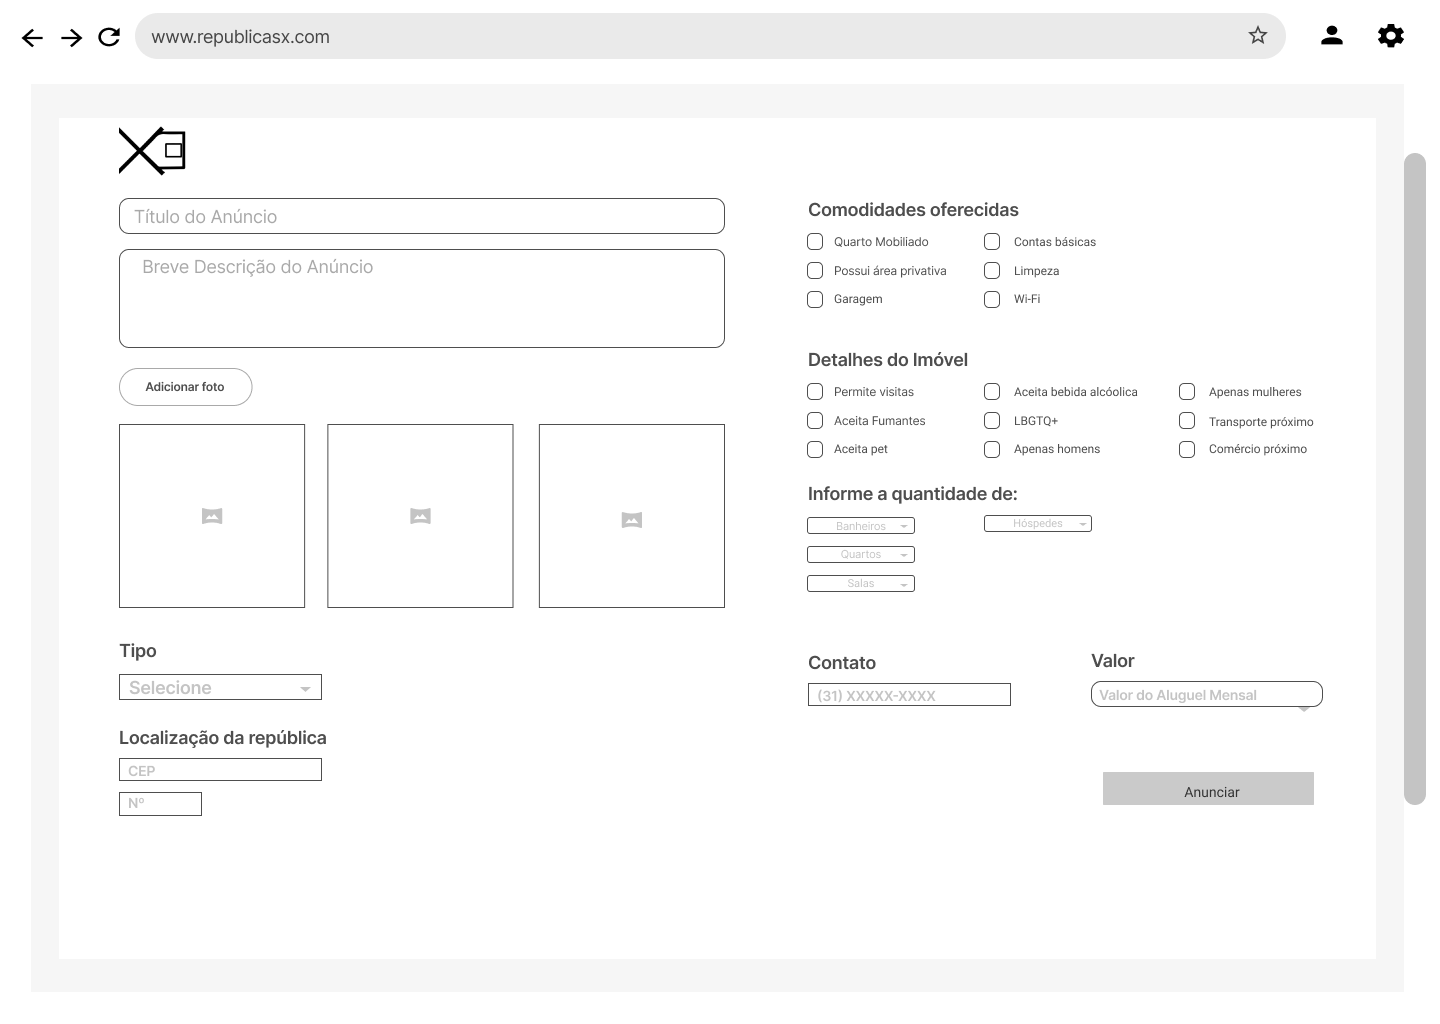 www.republicasx.com
Título do Anúncio
Breve Descrição do Anúncio
Adicionar foto
Tipo
Selecione
Localização da república
CEP
Nº
Comodidades oferecidas
Quarto Mobiliado
Contas básicas
Possui área privativa
Limpeza
Garagem
Wi-Fi
Detalhes do Imóvel
Permite visitas
Aceita bebida alcóolica
Apenas mulheres
Aceita Fumantes
LBGTQ+
Transporte próximo
Aceita pet
Apenas homens
Comércio próximo
Informe a quantidade de:
Banheiros
Hóspedes
Quartos
Salas
Contato
(31) XXXXX-XXXX
Valor
Valor do Aluguel Mensal
Anunciar